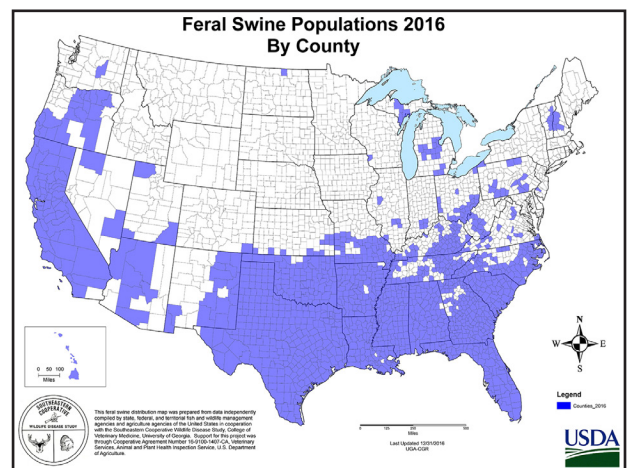 Feral Swine Populations 2016
By County
N
W
E
S
0 50 100
Miles
SOUTHEASTERN
COOPERATIVE
WILDLIFE DISEASE STUDY
This feral swine distribution map was prepared from data independently
compiled by state, federal, and territorial fish and wildlife management
agencies and agriculture agencies of the United States in cooperation
with the Southeastern Cooperative Wildlife Disease Study, College of
Veterinary Medicine, University of Georgia. Support for this project was
through Cooperative Agreement Number 16-9100-1407-CA, Veterinary
Services, Animal and Plant Health Inspection Service, U.S. Department
of Agriculture.
Miles
Last Updated 12/31/2016
UGA-CGR
Legend
Counties_2016
USDA